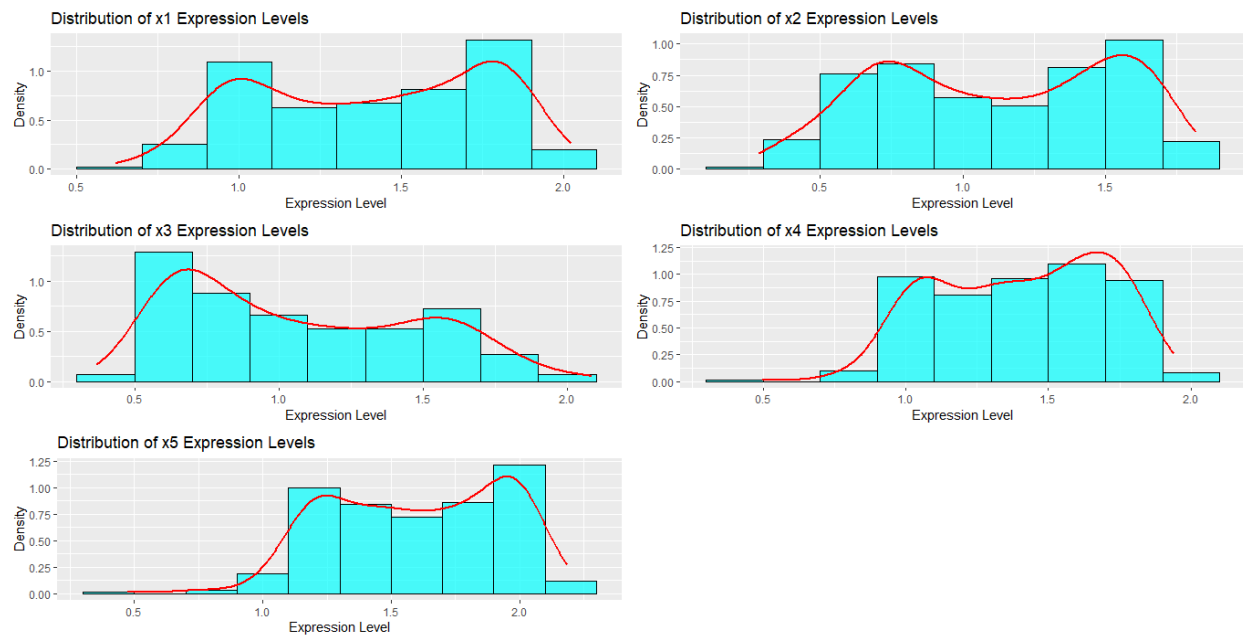 Distribution of x1 Expression Levels
Density
1.0
0.5
0.0
0.5 1.0 1.5 2.0
Expression Level
Distribution of x2 Expression Levels
Density
1.00
0.75
0.50
0.25
0.00
0.5 1.0 1.5
Expression Level
Distribution of x3 Expression Levels
Density
1.0
0.5
0.0
0.5 1.0 1.5 2.0
Expression Level
Distribution of x4 Expression Levels
Density
1.25
1.00
0.75
0.50
0.25
0.00
0.5 1.0 1.5 2.0
Expression Level
Distribution of x5 Expression Levels
Density
1.25
1.00
0.75
0.50
0.25
0.00
0.5 1.0 1.5 2.0
Expression Level